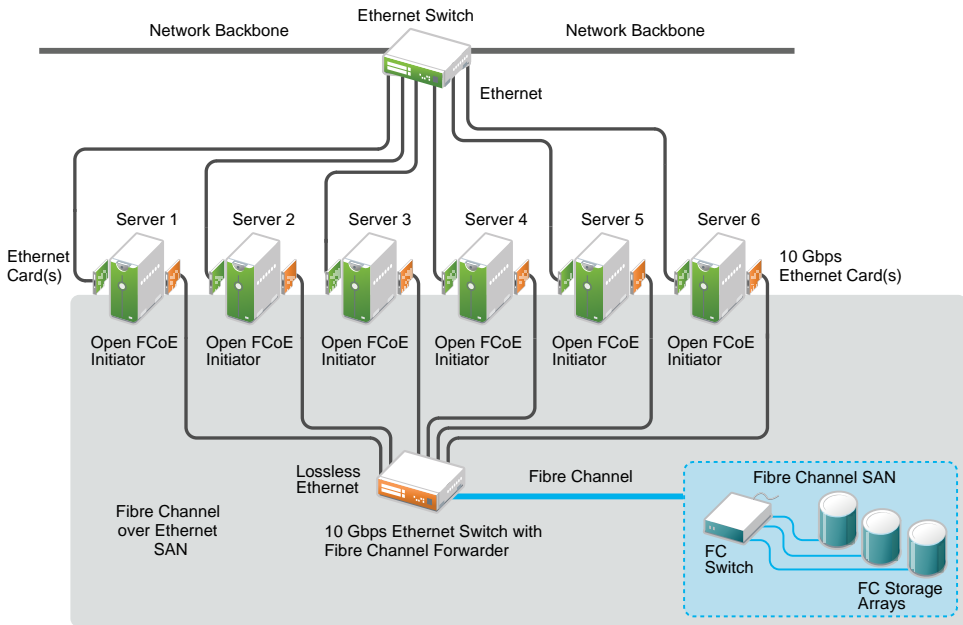 Ethernet Switch
Network Backbone
Network Backbone
Ethernet
Server 1
Server 2
Server 3
Server 4
Server 5
Server 6
Ethernet
Card(s)
10 Gbps
Ethernet Card(s)
Open FCoE
Initiator
Open FCoE
Initiator
Open FCoE
Initiator
Open FCoE
Initiator
Open FCoE
Initiator
Open FCoE
Initiator
Lossless
Ethernet
Fibre Channel
Fibre Channel SAN
Fibre Channel
over Ethernet
SAN
10 Gbps Ethernet Switch with
Fibre Channel Forwarder
FC
Switch
FC Storage
Arrays